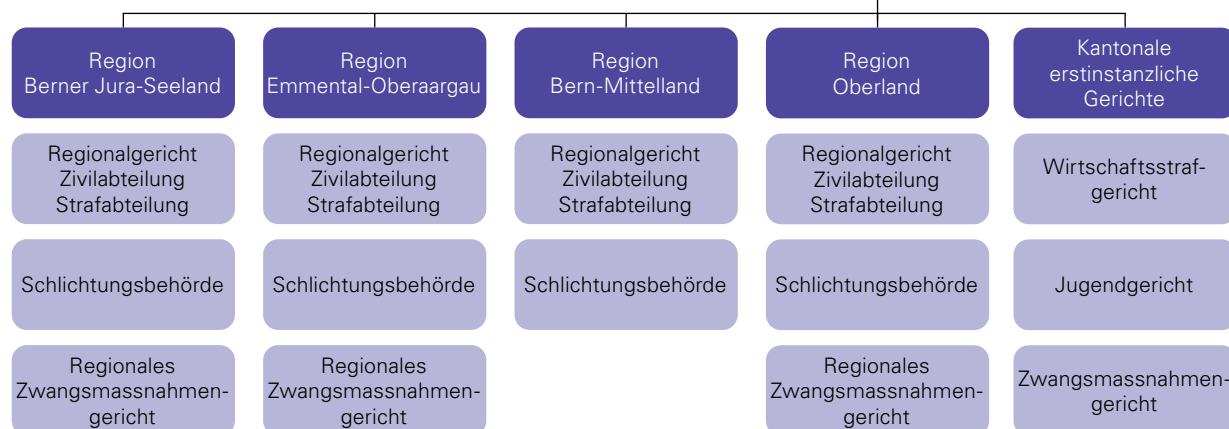 Region
Berner Jura-Seeland
Regionalgericht
Zivilabteilung
Strafabteilung
Schlichtungsbehörde
Regionales
Zwangsmassnahmen-
gericht
Region
Emmental-Oberaargau
Regionalgericht
Zivilabteilung
Strafabteilung
Schlichtungsbehörde
Regionales
Zwangsmassnahmen-
gericht
Region
Bern-Mittelland
Regionalgericht
Zivilabteilung
Strafabteilung
Schlichtungsbehörde
Region
Oberland
Regionalgericht
Zivilabteilung
Strafabteilung
Schlichtungsbehörde
Regionales
Zwangsmassnahmen-
gericht
Kantonale
erstinstanzliche
Gerichte
Wirtschaftsstraf-
gericht
Jugendgericht
Zwangsmassnahmen-
gericht